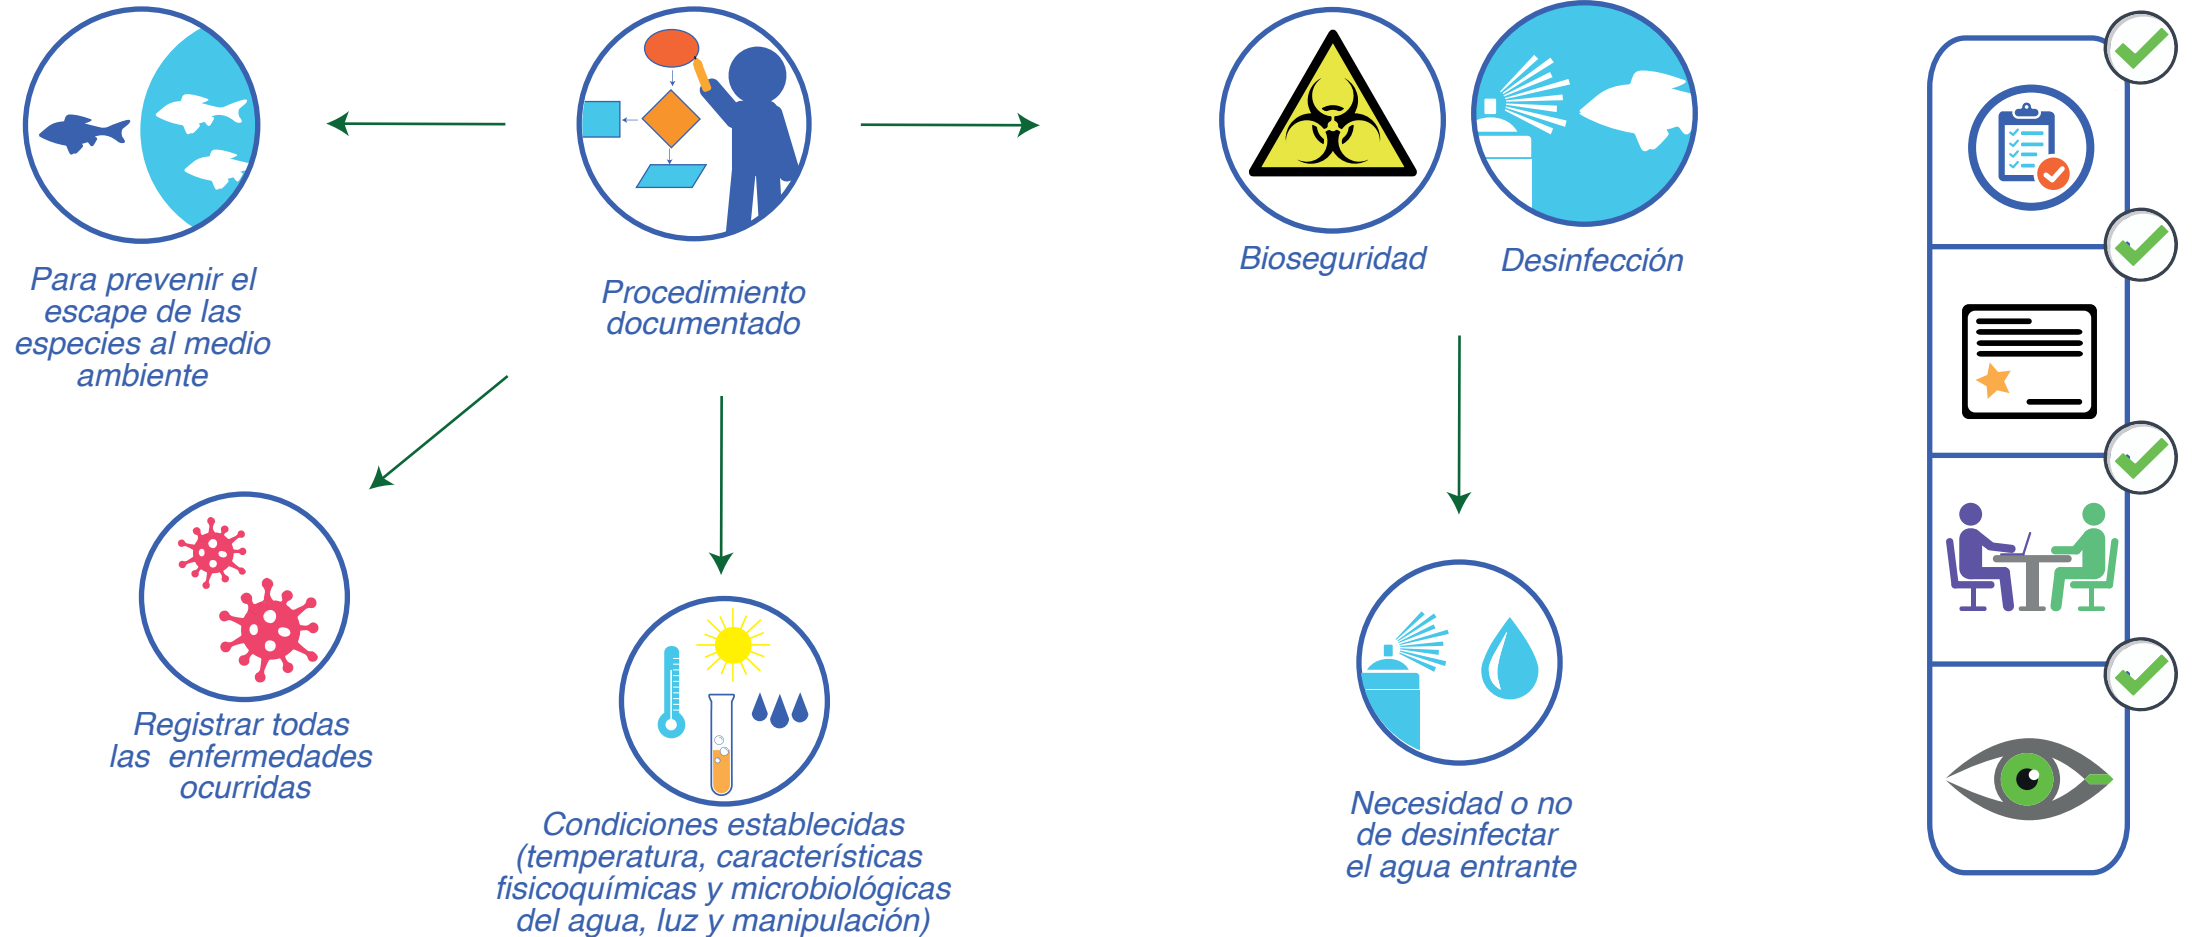 Para prevenir el
escape de las
especies al medio
ambiente
Procedimiento
documentado
Bioseguridad
Desinfección
Registrar todas
las enfermedades
ocurridas
Condiciones establecidas
(temperatura, características
fisicoquímicas y microbiológicas
del agua, luz y manipulación)
Necesidad o no
de desinfectar
el agua entrante